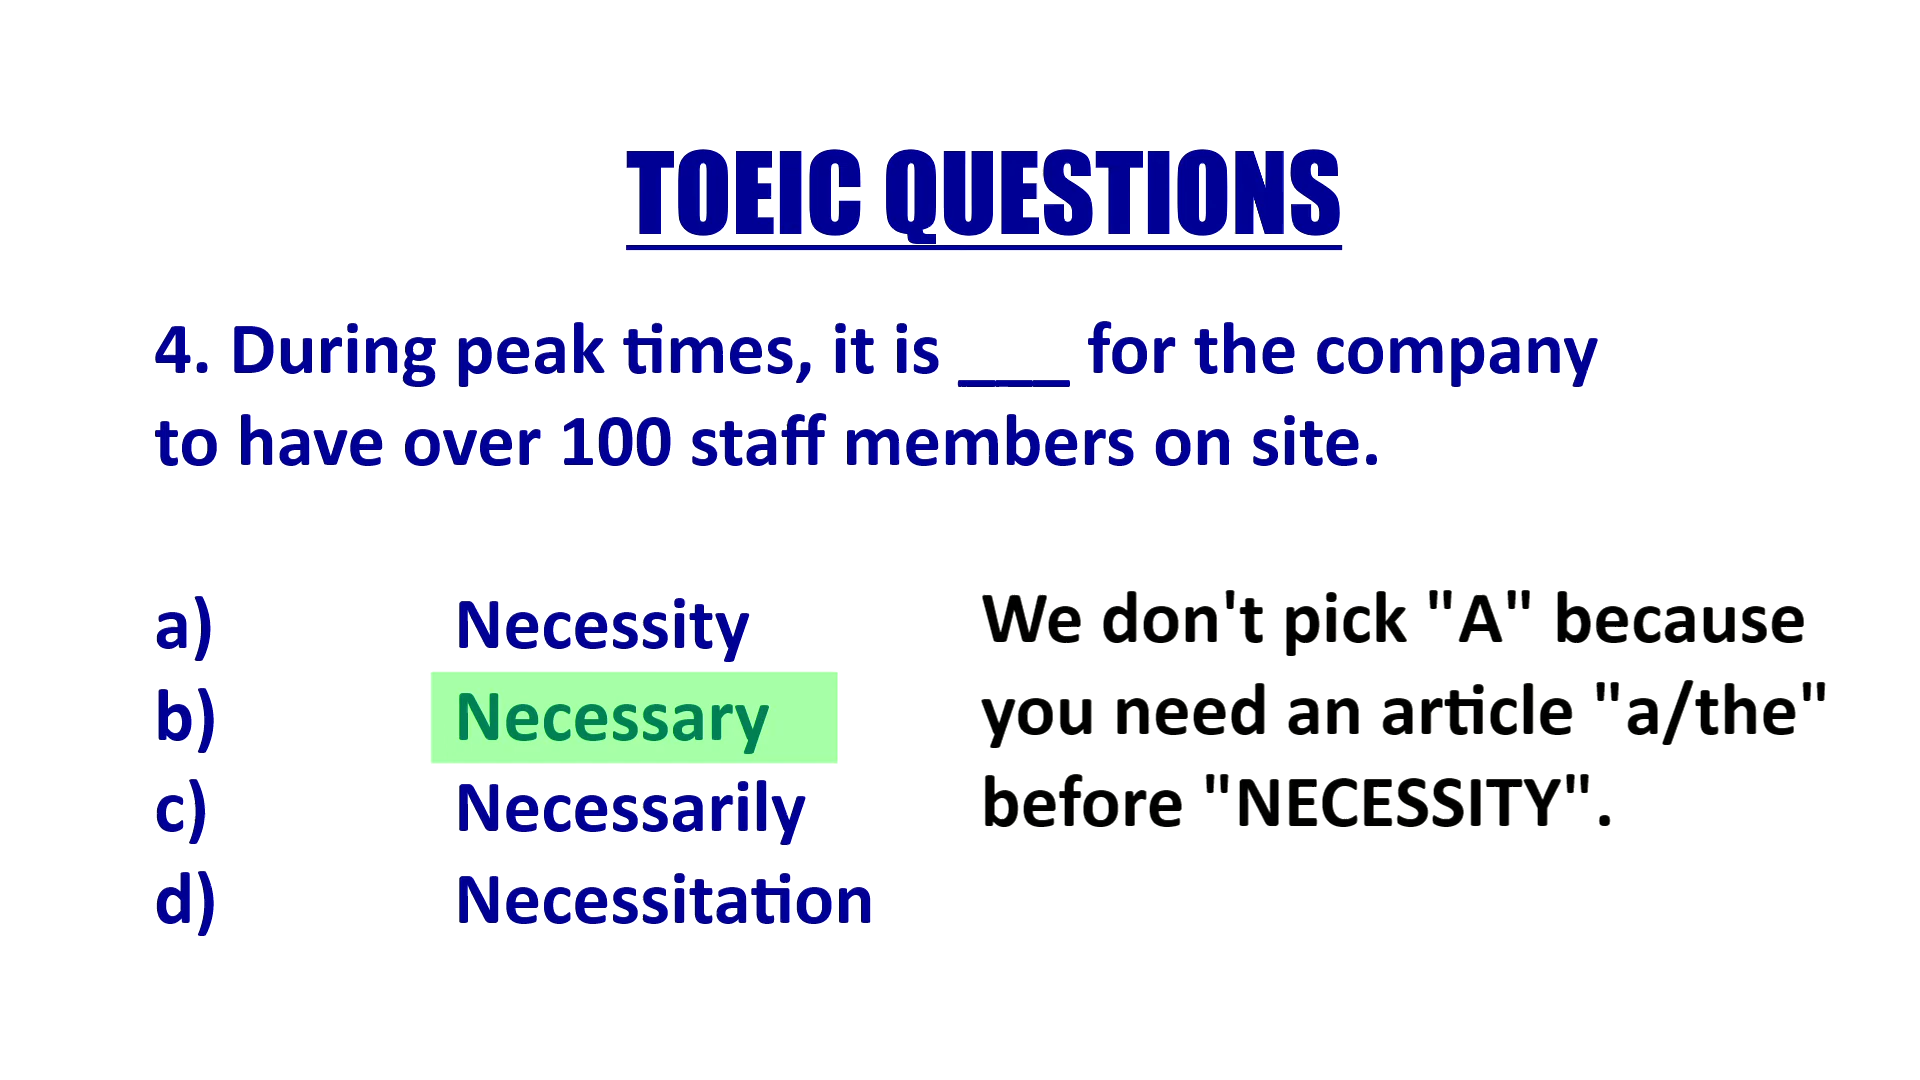 TOEIC QUESTIONS
4. During peak times, it is ___ for the company
to have over 100 staff members on site.
a) Necessity
b) Necessary
c) Necessarily
d) Necessitation
We don't pick "A" because
you need an article "a/the"
before "NECESSITY".